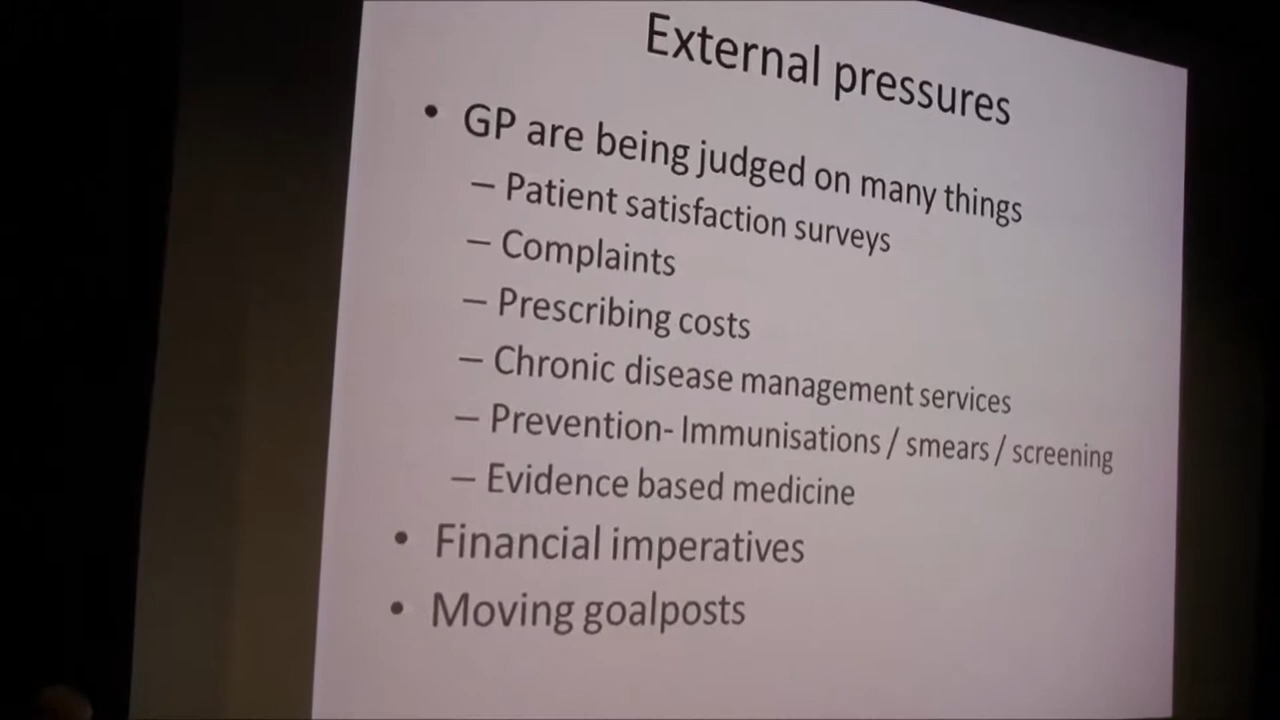 External pressures
• GP are being judged on many things
– Patient satisfaction surveys
– Complaints
– Prescribing costs
– Chronic disease management services
– Prevention- Immunisations / smears / screening
– Evidence based medicine
• Financial imperatives
• Moving goalposts